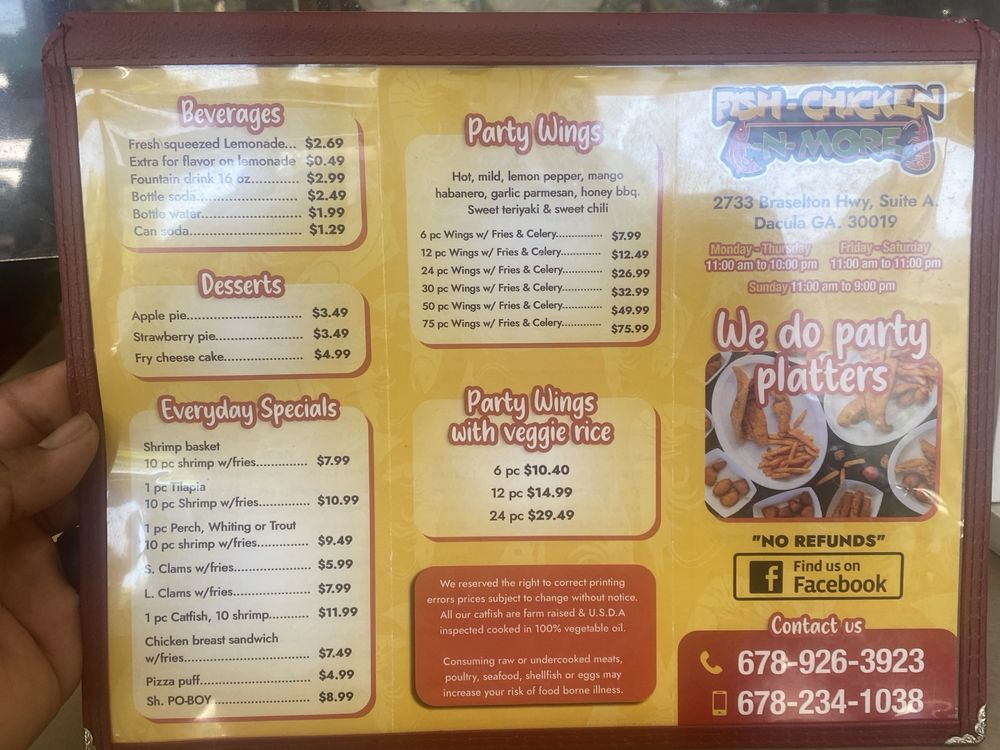 Beverages
Fresh squeezed Lemonade... $2.69
Extra for flavor on lemonade $0.49
Fountain drink 16 oz............ $2.99
Bottle soda........................ $2.49
Bottle water....................... $1.99
Can soda........................... $1.29
Desserts
Apple pie............................ $3.49
Strawberry pie..................... $3.49
Fry cheese cake.................. $4.99
Everyday Specials
Shrimp basket
10 pc shrimp w/fries.............. $7.99
1 pc Tilapia
10 pc Shrimp w/fries............. $10.99
1 pc Perch, Whiting or Trout
10 pc shrimp w/fries.............. $9.49
S. Clams w/fries.................... $5.99
L. Clams w/fries.................... $7.99
1 pc Catfish, 10 shrimp.......... $11.99
Chicken breast sandwich
w/fries................................ $7.49
Pizza puff............................ $4.99
Sh. PO-BOY......................... $8.99
Party Wings
Hot, mild, lemon pepper, mango
habanero, garlic parmesan, honey bbq.
Sweet teriyaki & sweet chili
6 pc Wings w/ Fries & Celery.............. $7.99
12 pc Wings w/ Fries & Celery............. $12.49
24 pc Wings w/ Fries & Celery............ $26.99
30 pc Wings w/ Fries & Celery............ $32.99
50 pc Wings w/ Fries & Celery............ $49.99
75 pc Wings w/ Fries & Celery............ $75.99
Party Wings
with veggie rice
6 pc $10.40
12 pc $14.99
24 pc $29.49
We reserved the right to correct printing
errors prices subject to change without notice.
All our catfish are farm raised & U.S.D.A
inspected cooked in 100% vegetable oil.
Consuming raw or undercooked meats,
poultry, seafood, shellfish or eggs may
increase your risk of food borne illness.
FISH-CHICKEN
-N-MORE
2733 Braselton Hwy, Suite A.
Dacula GA. 30019
Monday - Thursday Friday - Saturday
11:00 am to 10:00 pm 11:00 am to 11:00 pm
Sunday 11:00 am to 9:00 pm
We do party
platters
"NO REFUNDS"
f Find us on
Facebook
Contact us
678-926-3923
678-234-1038